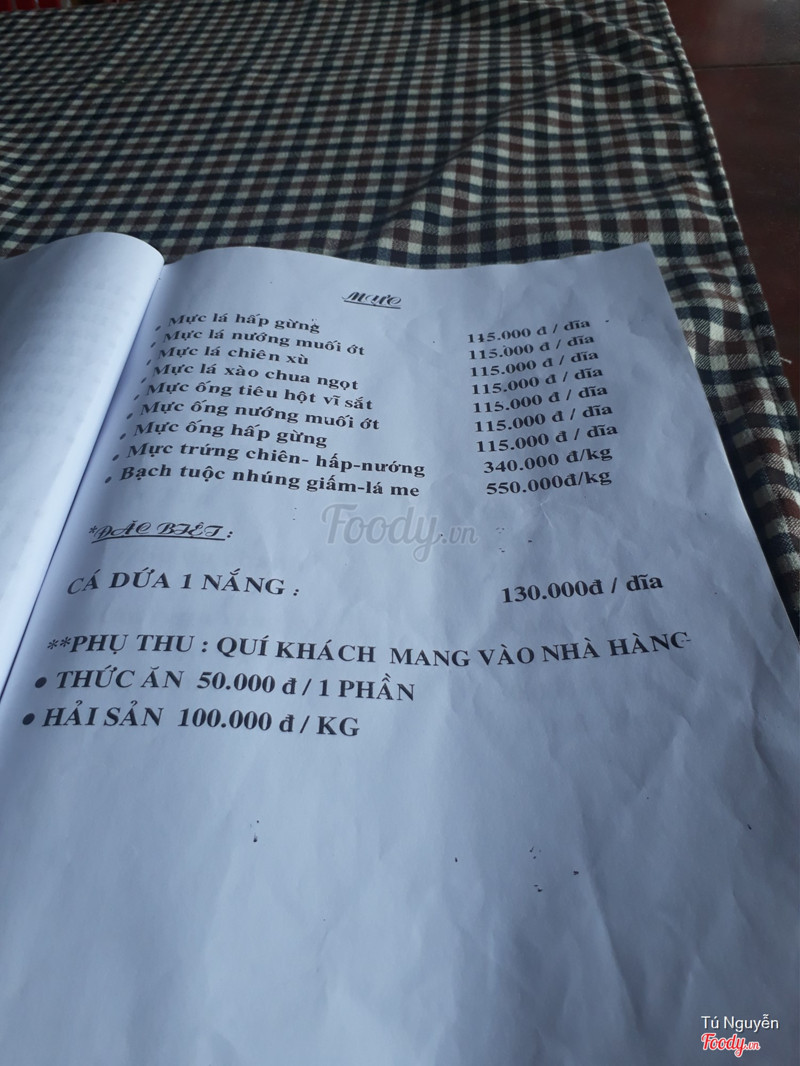 MỰC
Mực lá hấp gừng 115.000 đ / dĩa
Mực lá nướng muối ớt 115.000 đ / dĩa
Mực lá chiên xù 115.000 đ / dĩa
Mực lá xào chua ngọt 115.000 đ / dĩa
Mực ống tiêu hột vĩ sắt 115.000 đ / dĩa
Mực ống nướng muối ớt 115.000 đ / dĩa
Mực ống hấp gừng 115.000 đ / dĩa
Mực trứng chiên- hấp-nướng 340.000 đ/kg
Bạch tuộc nhúng giấm-lá me 550.000đ/kg
*ĐẶC BIỆT :
CÁ DỨA 1 NẮNG : 130.000đ / dĩa
**PHỤ THU : QUÍ KHÁCH MANG VÀO NHÀ HÀNG
THỨC ĂN 50.000 đ / 1 PHẦN
HẢI SẢN 100.000 đ / KG
Foody.vn
Tú Nguyễn
Foody.vn